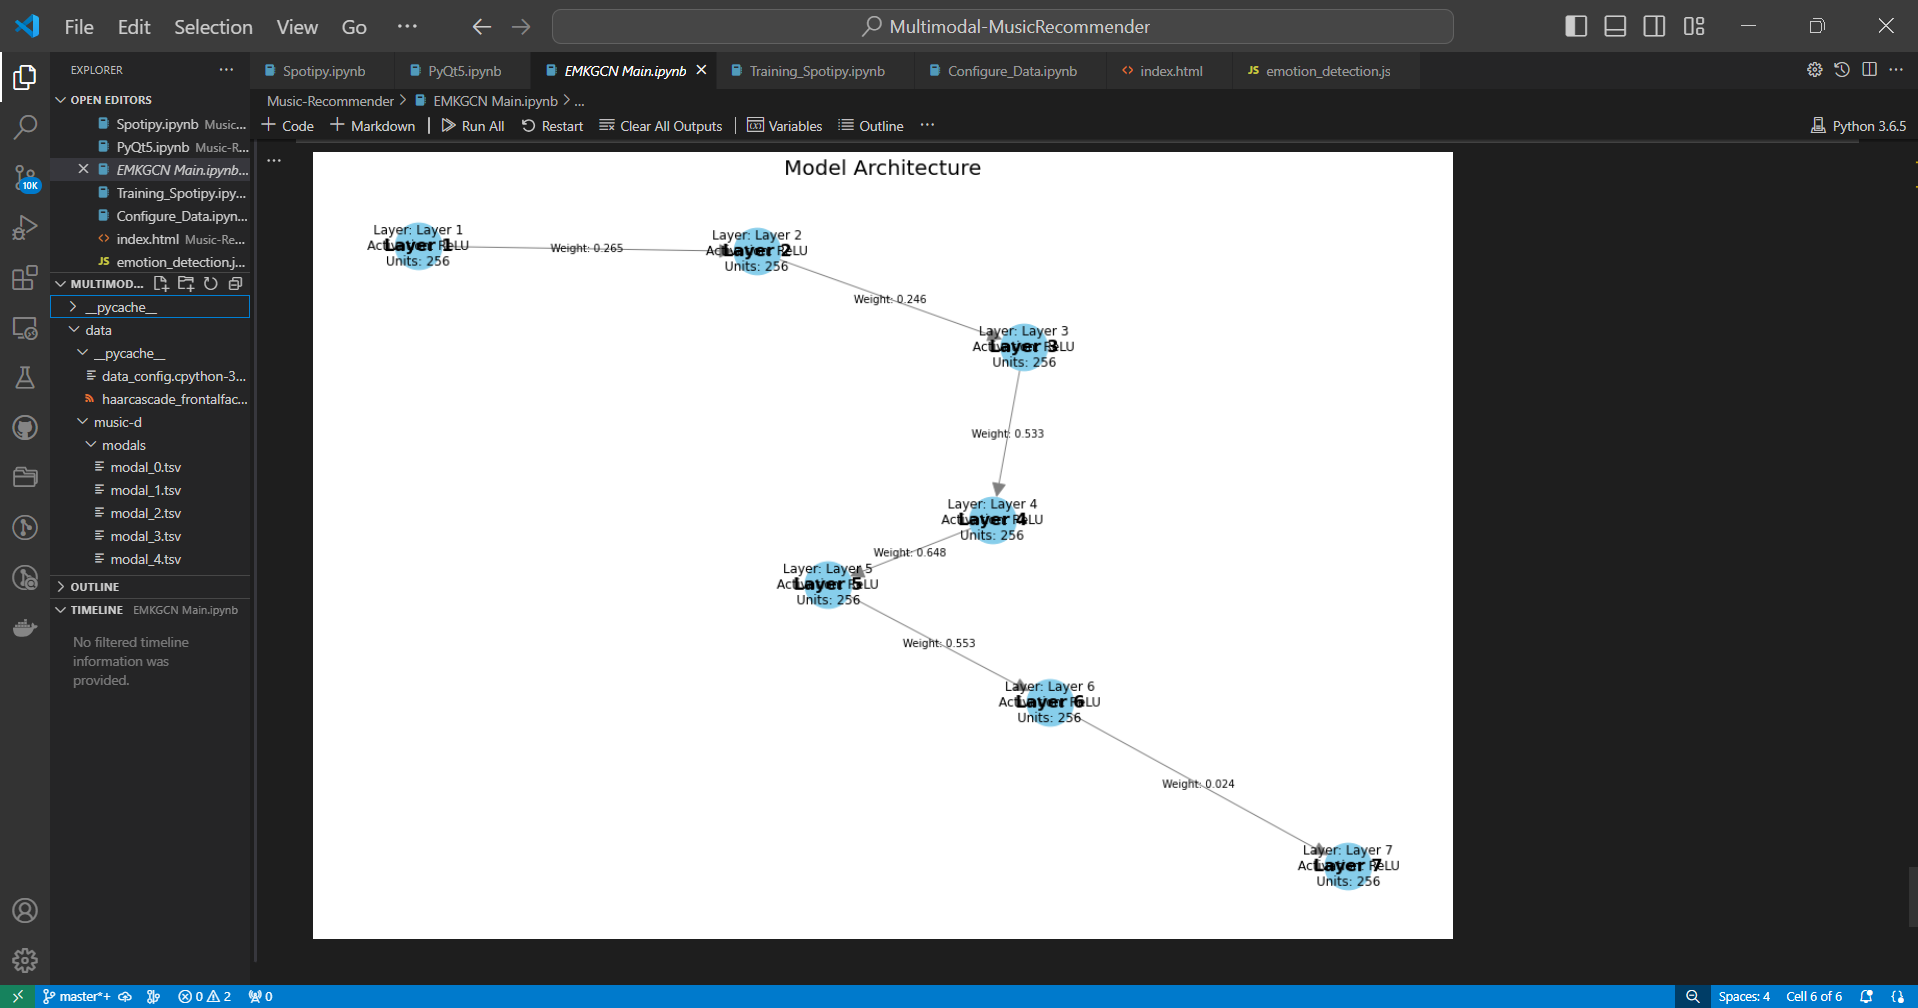 File Edit Selection View Go ··· Multimodal-MusicRecommender
EXPLORER ···
OPEN EDITORS
Spotipy.ipynb Music...
PyQt5.ipynb Music-R...
EMKGCN Main.ipynb...
Training_Spotipy.ipy...
Configure_Data.ipyn...
index.html Music-Re...
JS emotion_detection.j...
MULTIMOD...
__pycache__
data
__pycache__
data_config.cpython-3...
haarcascade_frontalfac...
music-d
modals
modal_0.tsv
modal_1.tsv
modal_2.tsv
modal_3.tsv
modal_4.tsv
OUTLINE
TIMELINE EMKGCN Main.ipynb
No filtered timeline
information was
provided.
10K
Spotipy.ipynb PyQt5.ipynb EMKGCN Main.ipynb Training_Spotipy.ipynb Configure_Data.ipynb index.html JS emotion_detection.js
Music-Recommender > EMKGCN Main.ipynb > ...
+ Code + Markdown | Run All Restart Clear All Outputs | Variables Outline ··· Python 3.6.5
Model Architecture
Layer: Layer 1
Activation: ReLU
Layer 1
Units: 256
Weight: 0.265
Layer: Layer 2
Activation: ReLU
Layer 2
Units: 256
Weight: 0.246
Layer: Layer 3
Activation: ReLU
Layer 3
Units: 256
Weight: 0.533
Layer: Layer 4
Activation: ReLU
Layer 4
Units: 256
Weight: 0.648
Layer: Layer 5
Activation: ReLU
Layer 5
Units: 256
Weight: 0.553
Layer: Layer 6
Activation: ReLU
Layer 6
Units: 256
Weight: 0.024
Layer: Layer 7
Activation: ReLU
Layer 7
Units: 256
master*+ 0 2 0 Spaces: 4 Cell 6 of 6